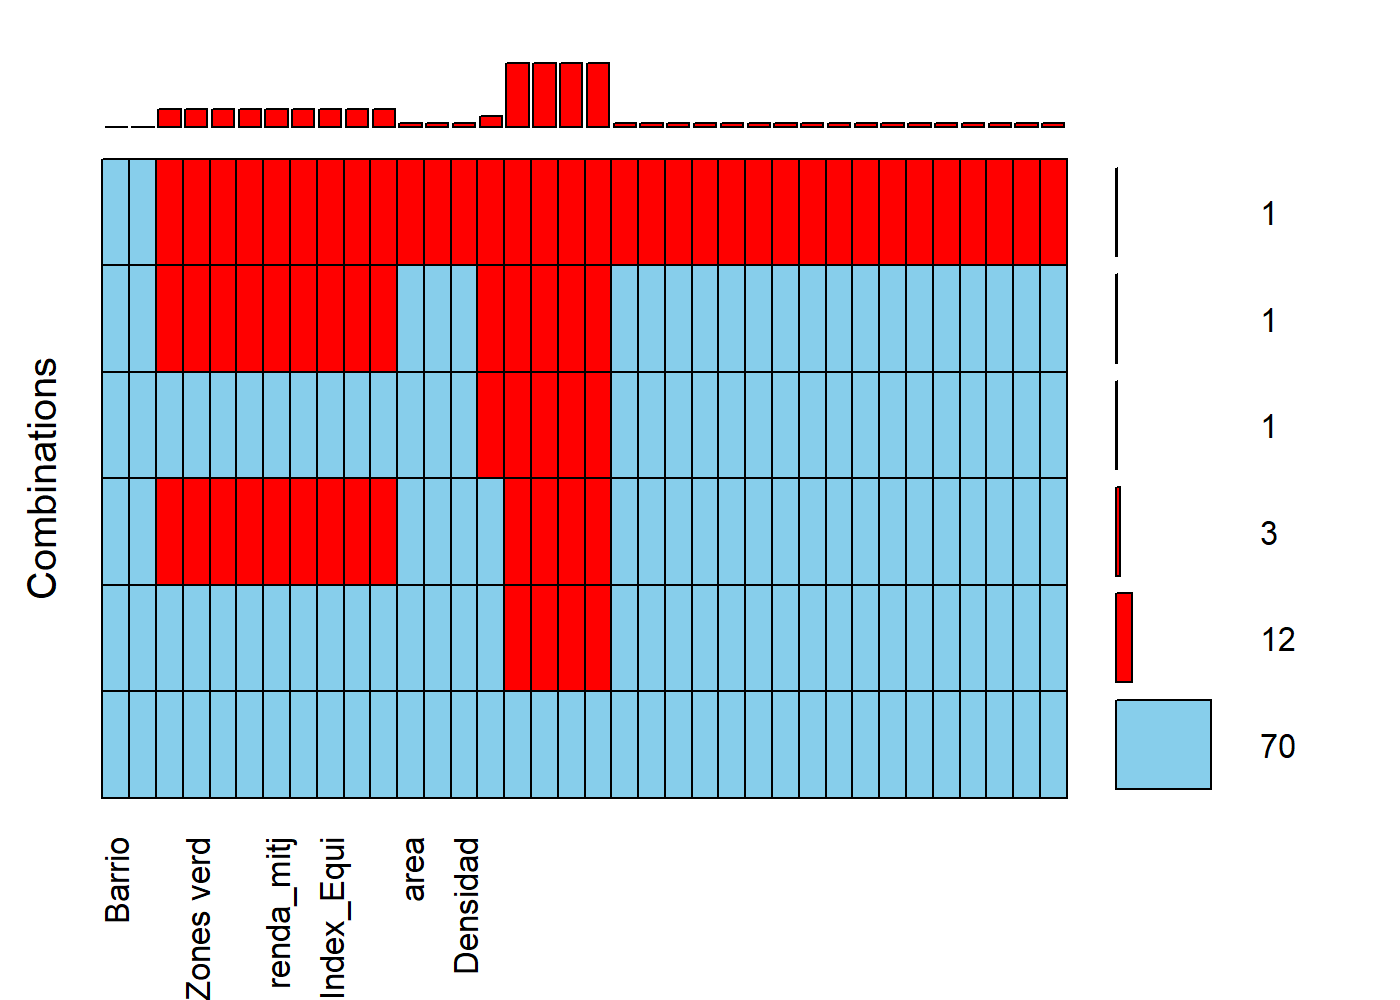 Combinations
1
1
1
3
12
70
Barrio
Zones verd
renda_mitj
Index_Equi
area
Densidad